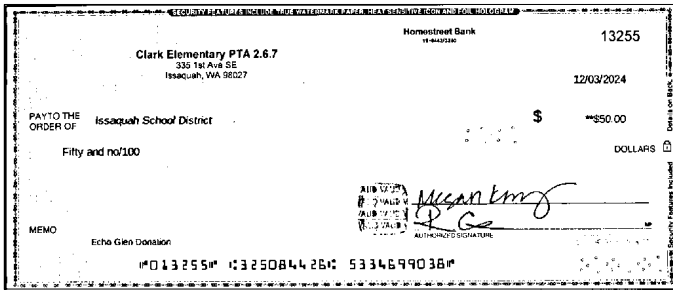 SECURITY FEATURES INCLUDE TRUE WATERMARK PAPER, HEAT SENSITIVE ICON AND FOIL HOLOGRAM
Homestreet Bank
13255
Clark Elementary PTA 2.6.7
335 1st Ava SE
Issaquah, WA 98027
12/03/2024
PAYTO THE
ORDER OF
Issaquah School District
$
**$50.00
Fifty and no/100
DOLLARS
MEMO
Echo Glen Donation
AUTHORIZED SIGNATURE
MP
⑈013255⑈ ⑆325084426⑆ 5334699038⑈
Security Features Included
Details on Back.